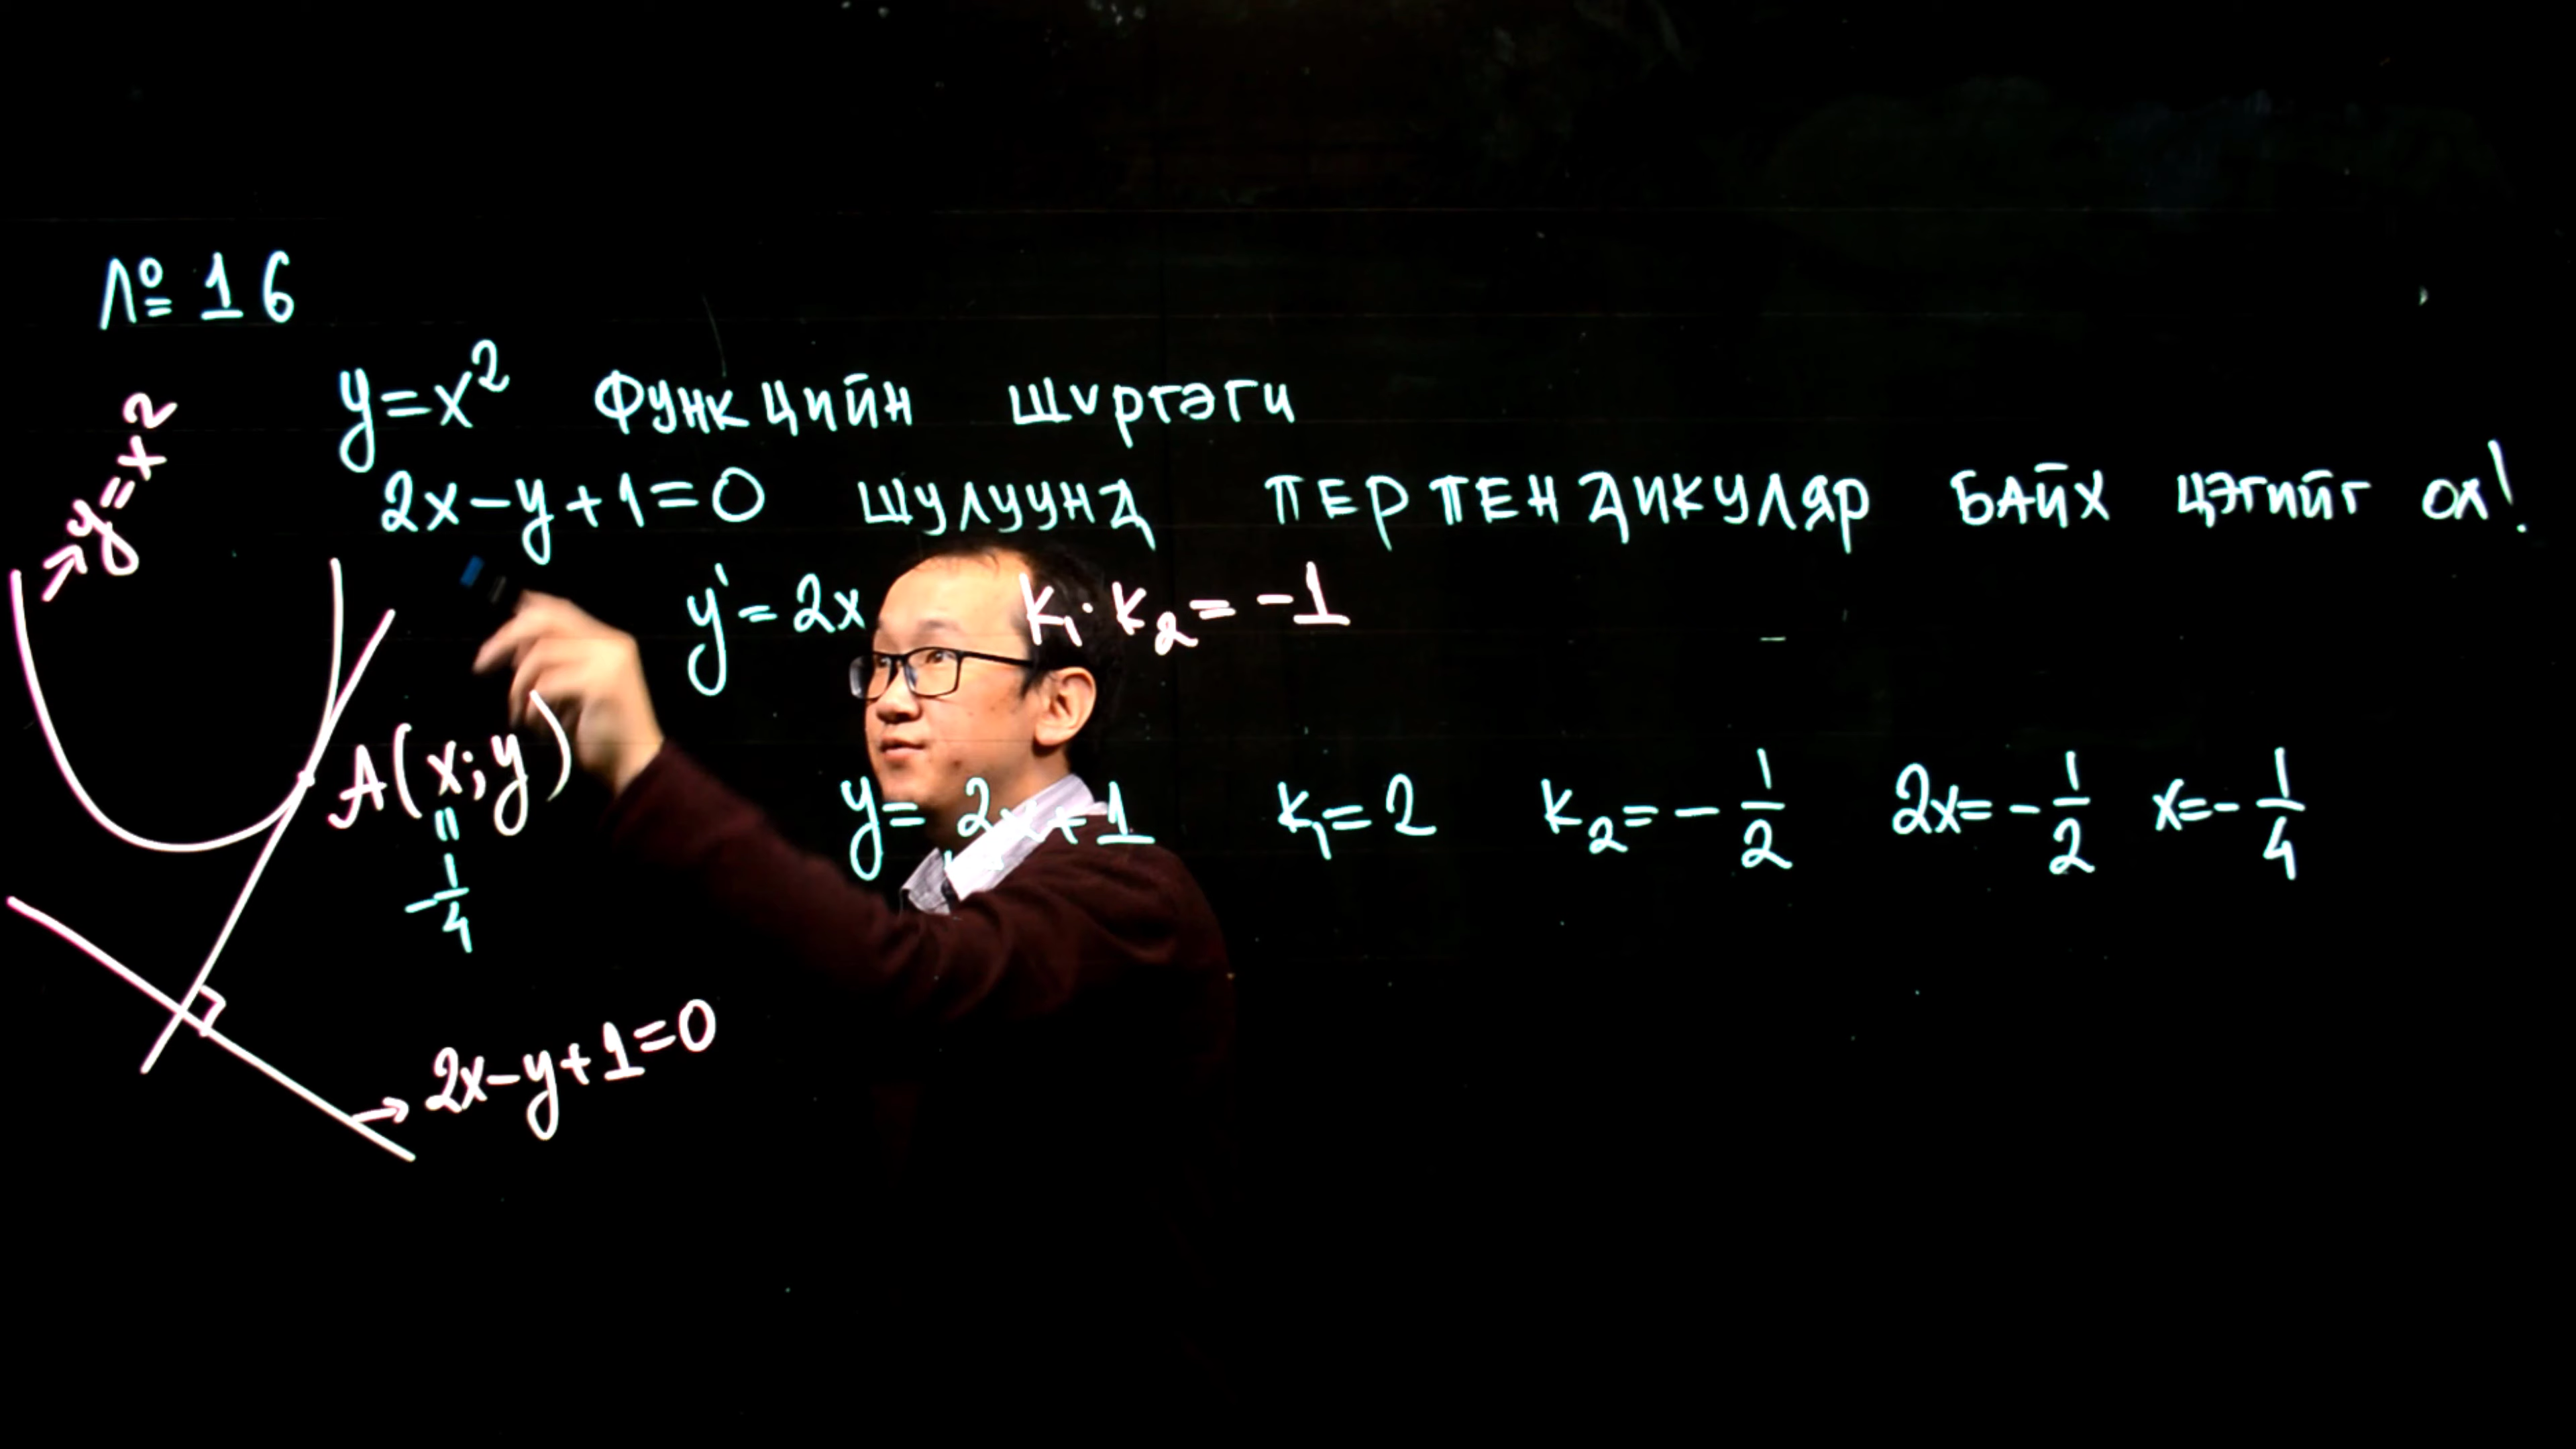 № 16
y=x² функцийн шүргэгч
2x-y+1=0 шулуунд перпендикуляр байх цэгийг ол!
→y=x²
y'=2x k₁·k₂=-1
A(x;y)
=
-1/4
y=2x+1 k₁=2 k₂=-1/2 2x=-1/2 x=-1/4
→2x-y+1=0